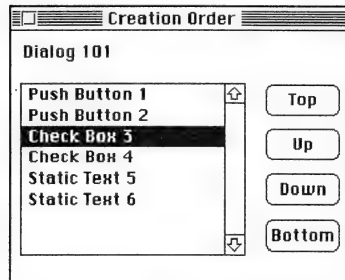 Creation Order
Dialog 101
Push Button 1
Push Button 2
Check Box 3
Check Box 4
Static Text 5
Static Text 6
Top
Up
Down
Bottom